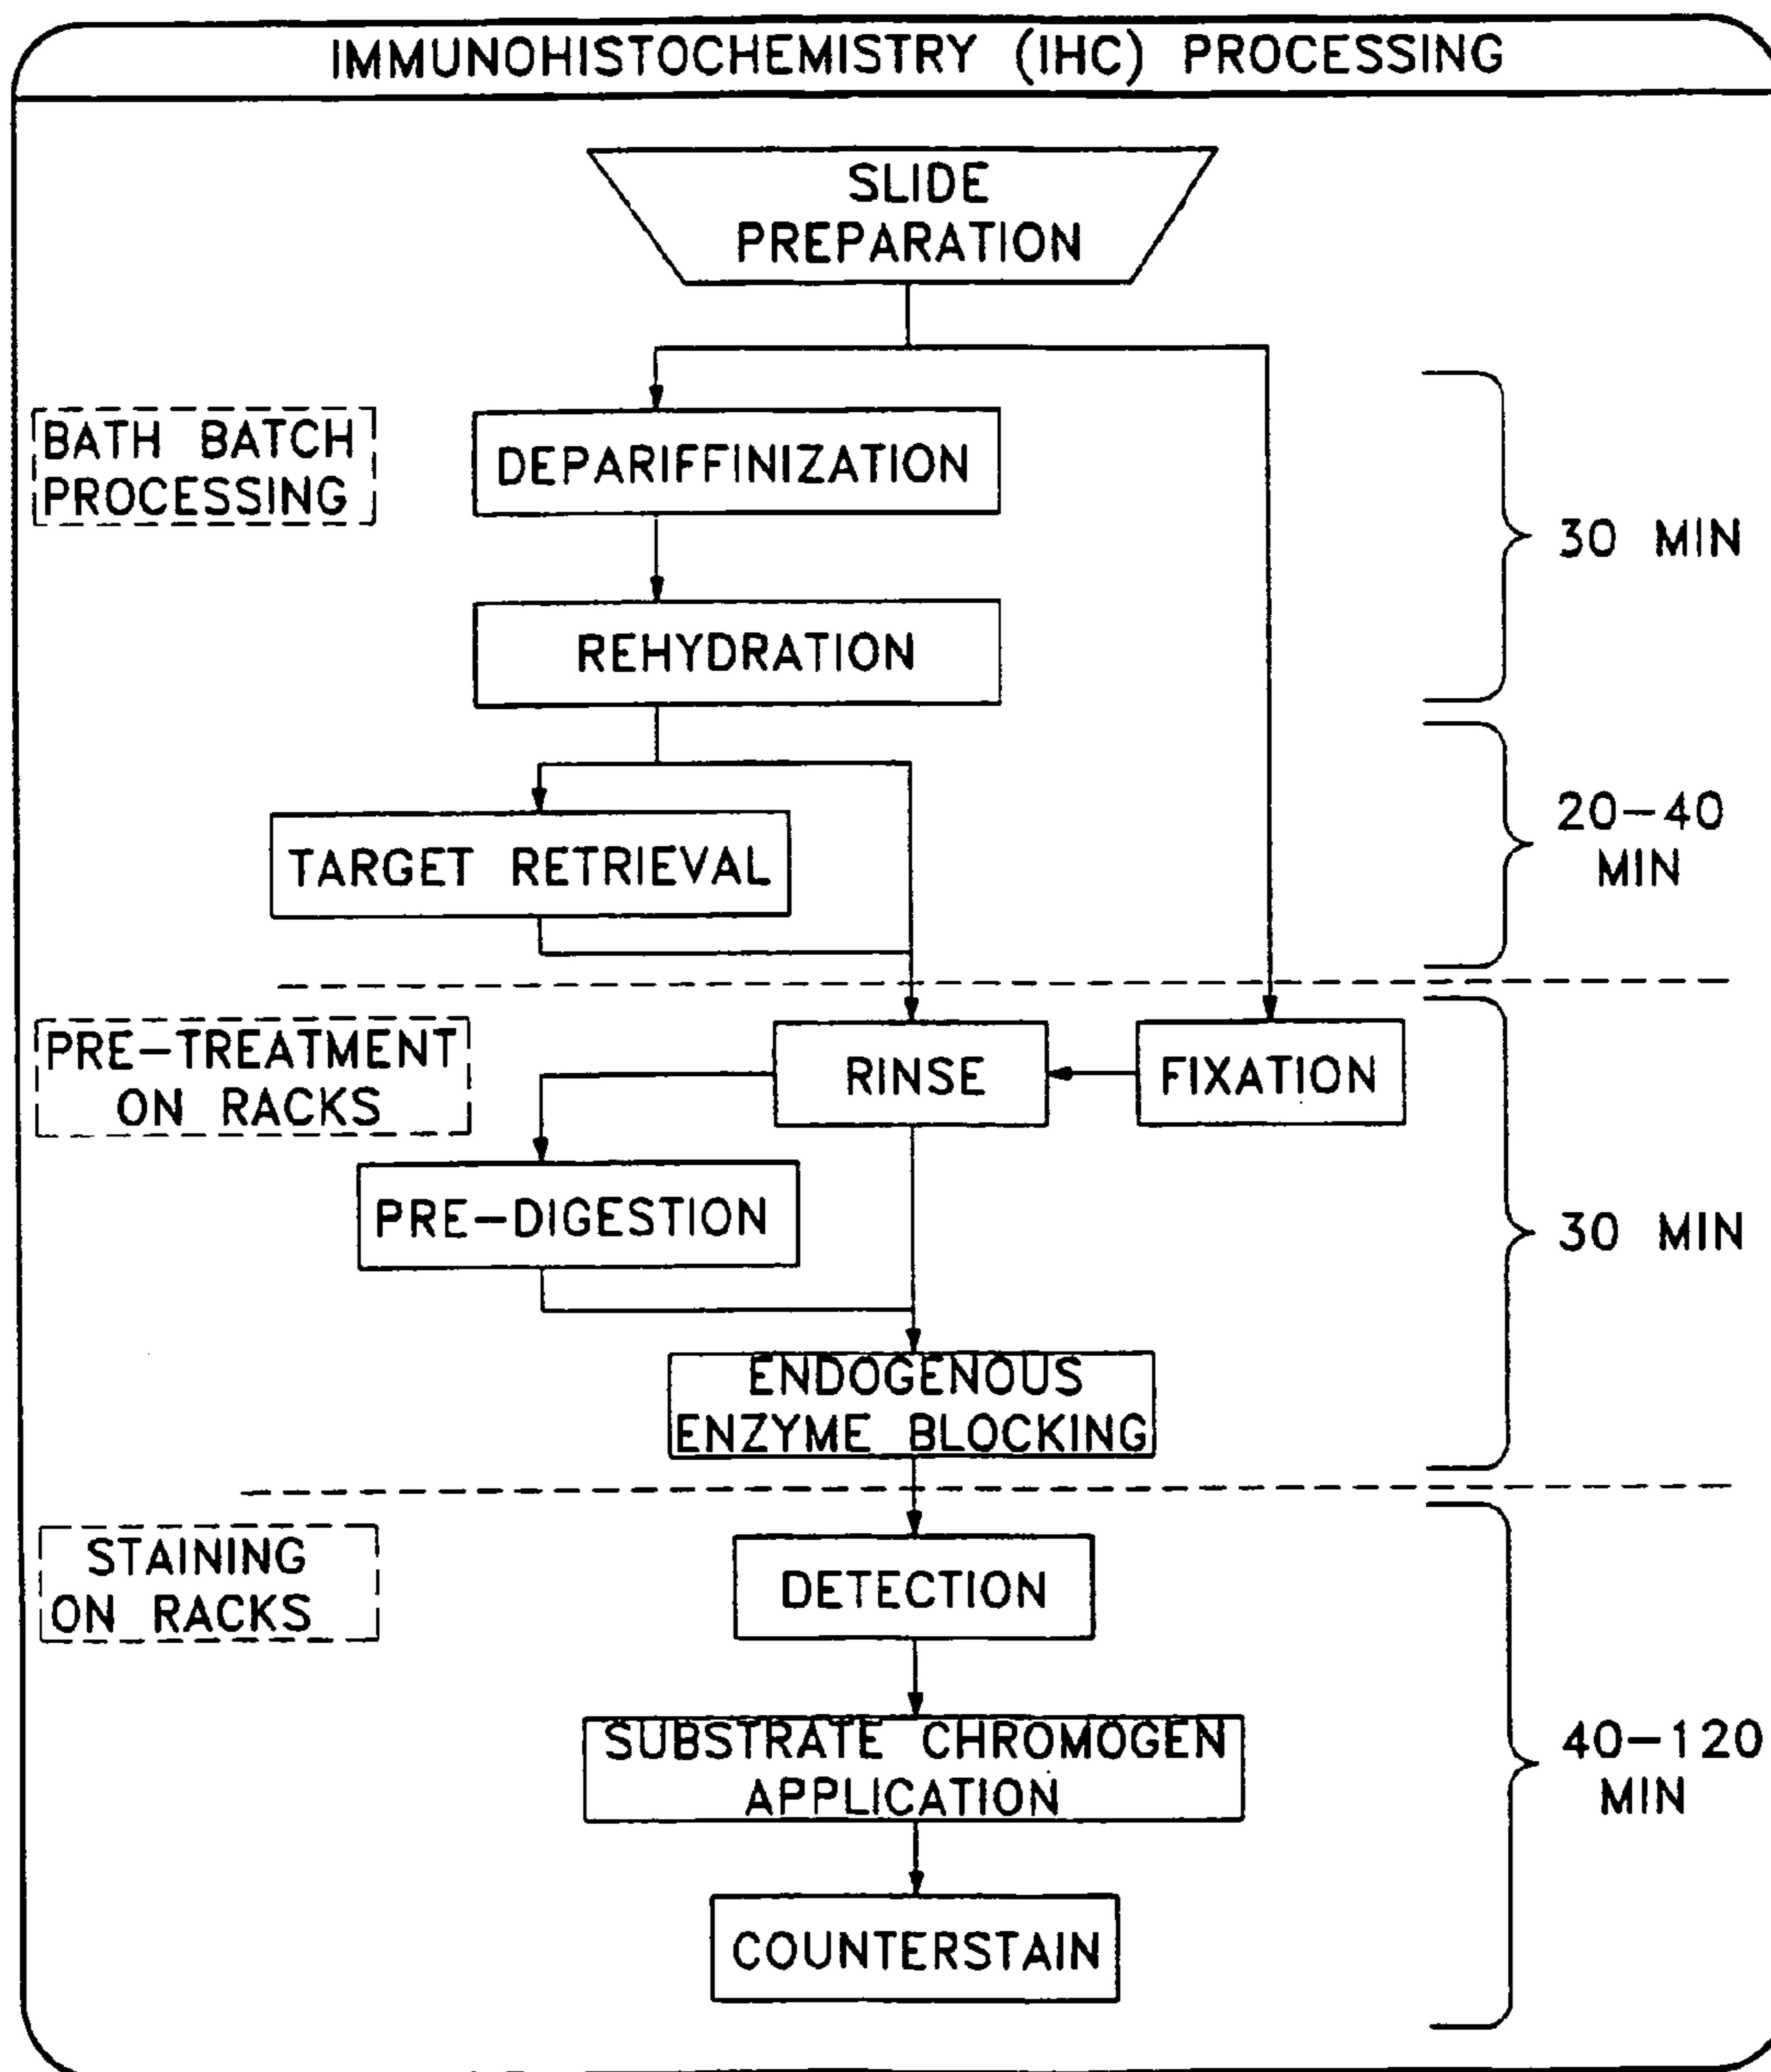 IMMUNOHISTOCHEMISTRY (IHC) PROCESSING
SLIDE
PREPARATION
BATH BATCH
PROCESSING
DEPARIFFINIZATION
30 MIN
REHYDRATION
TARGET RETRIEVAL
20-40
MIN
PRE-TREATMENT
ON RACKS
RINSE
FIXATION
PRE-DIGESTION
30 MIN
ENDOGENOUS
ENZYME BLOCKING
STAINING
ON RACKS
DETECTION
SUBSTRATE CHROMOGEN
APPLICATION
40-120
MIN
COUNTERSTAIN